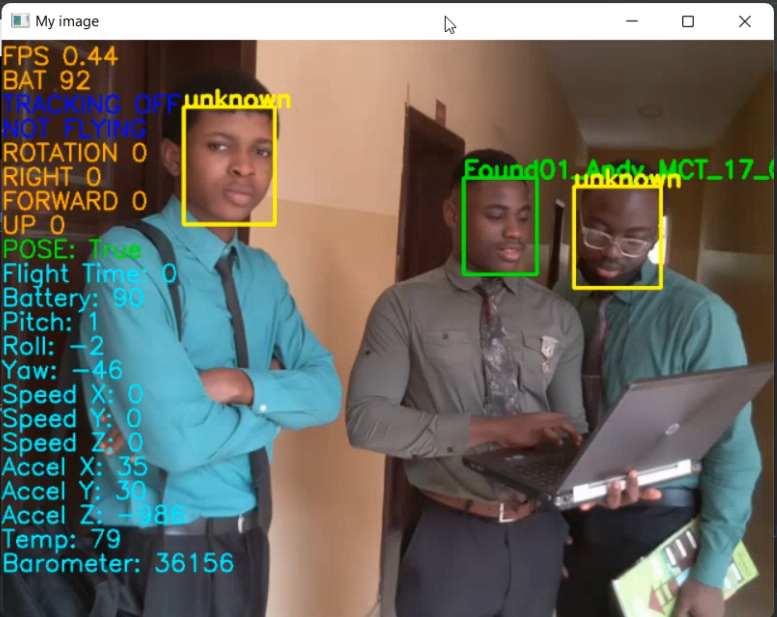 My image
FPS 0.44
BAT 92
TRACKING OFF
unknown
NOT FLYING
ROTATION 0
RIGHT 0
Found01_Andy_MCT_17_
unknown
FORWARD 0
UP 0
POSE: True
Flight Time: 0
Battery: 90
Pitch: 1
Roll: -2
Yaw: -46
Speed X: 0
Speed Y: 0
Speed Z: 0
Accel X: 35
Accel Y: 30
Accel Z: -986
Temp: 79
Barometer: 36156